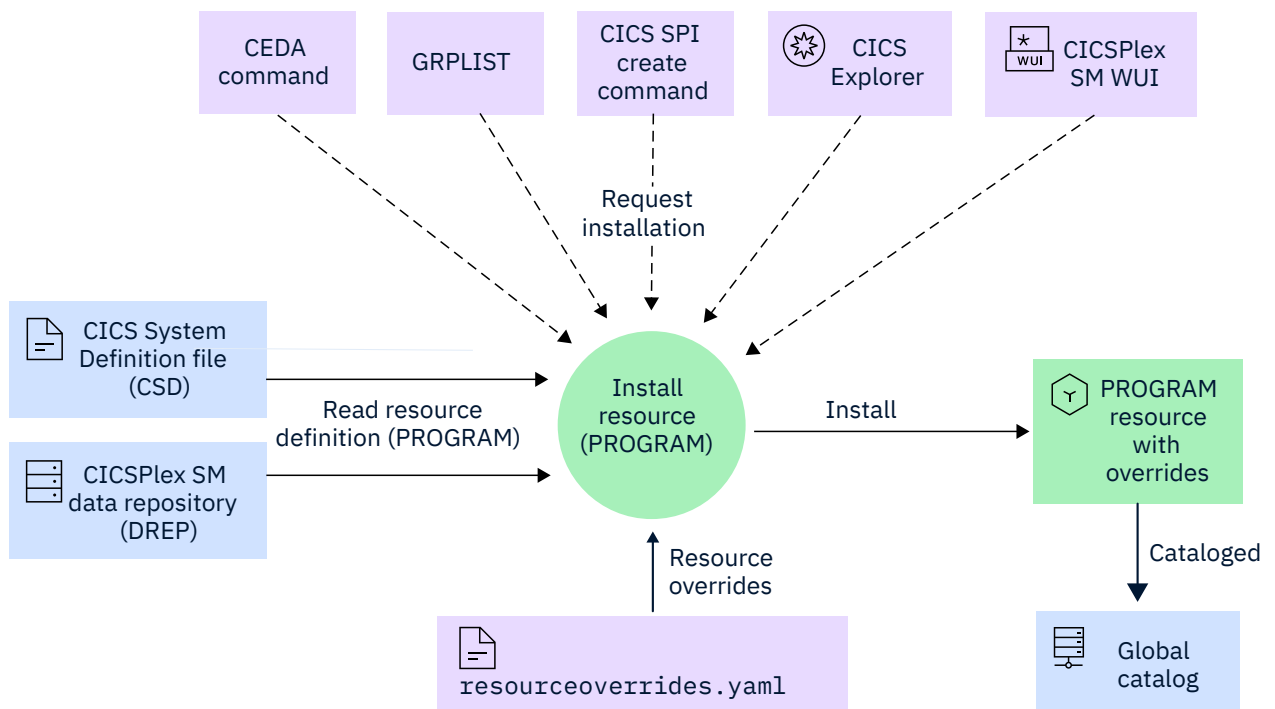 CEDA
command
GRPLIST
CICS SPI
create
command
CICS
Explorer
*
WUI
CICSPlex
SM WUI
Request
installation
CICS System
Definition file
(CSD)
Read resource
definition (PROGRAM)
CICSPlex SM
data repository
(DREP)
Install
resource
(PROGRAM)
Install
PROGRAM
resource
with
overrides
Cataloged
Resource
overrides
resourceoverrides.yaml
Global
catalog